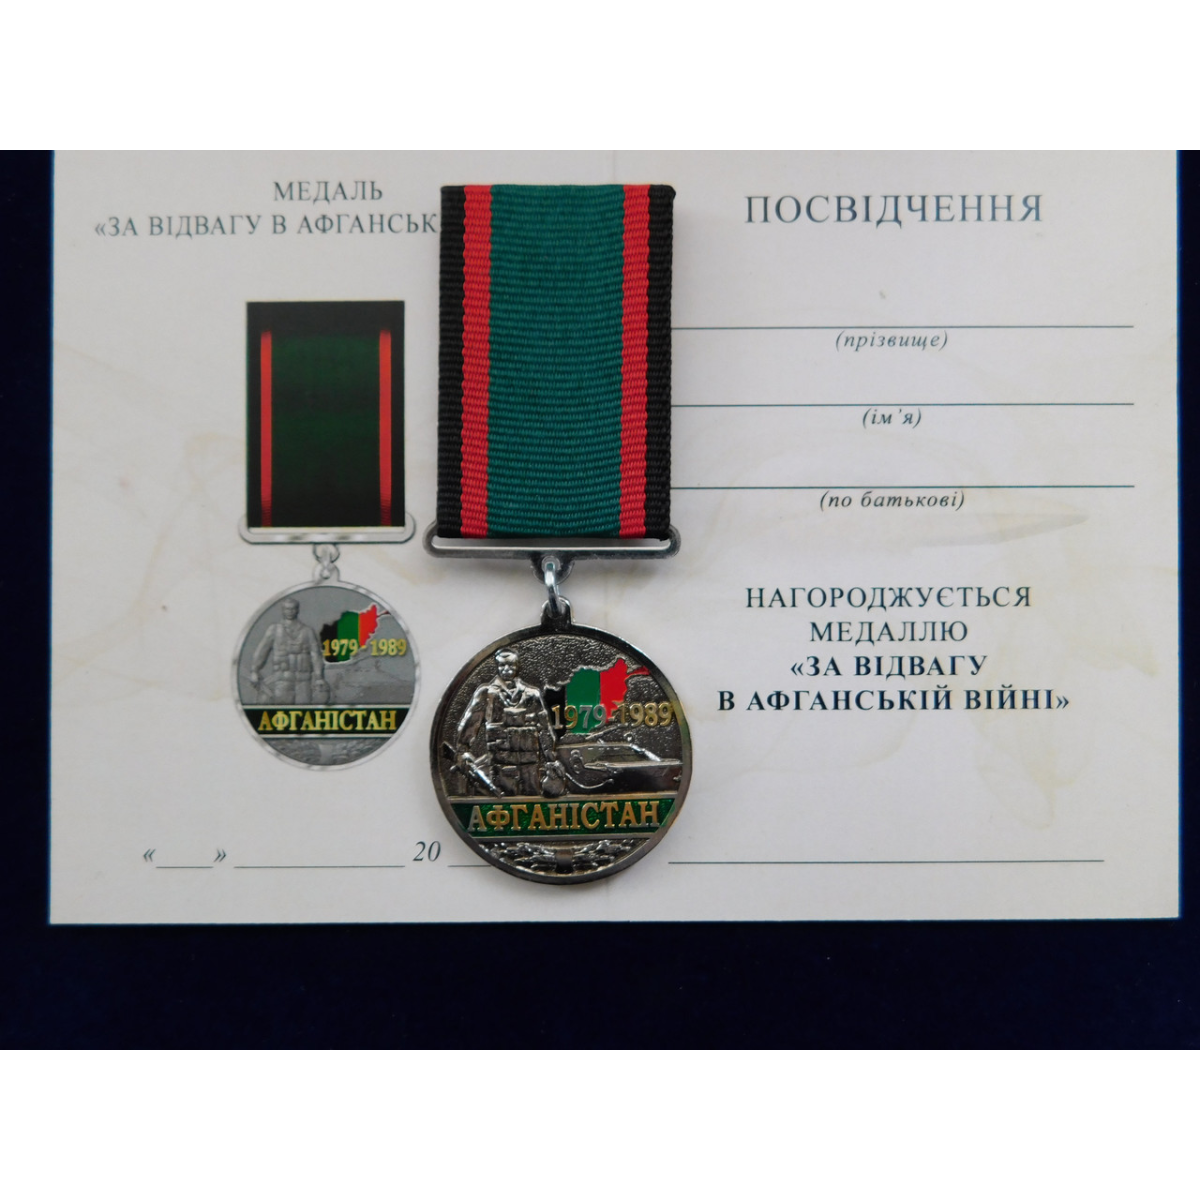 МЕДАЛЬ
«ЗА ВІДВАГУ В АФГАНСЬК
1979-1989
АФГАНІСТАН
«___» ____________ 20
1979-1989
АФГАНІСТАН
ПОСВІДЧЕННЯ
(прізвище)
(ім’я)
(по батькові)
НАГОРОДЖУЄТЬСЯ
МЕДАЛЛЮ
«ЗА ВІДВАГУ
В АФГАНСЬКІЙ ВІЙНІ»